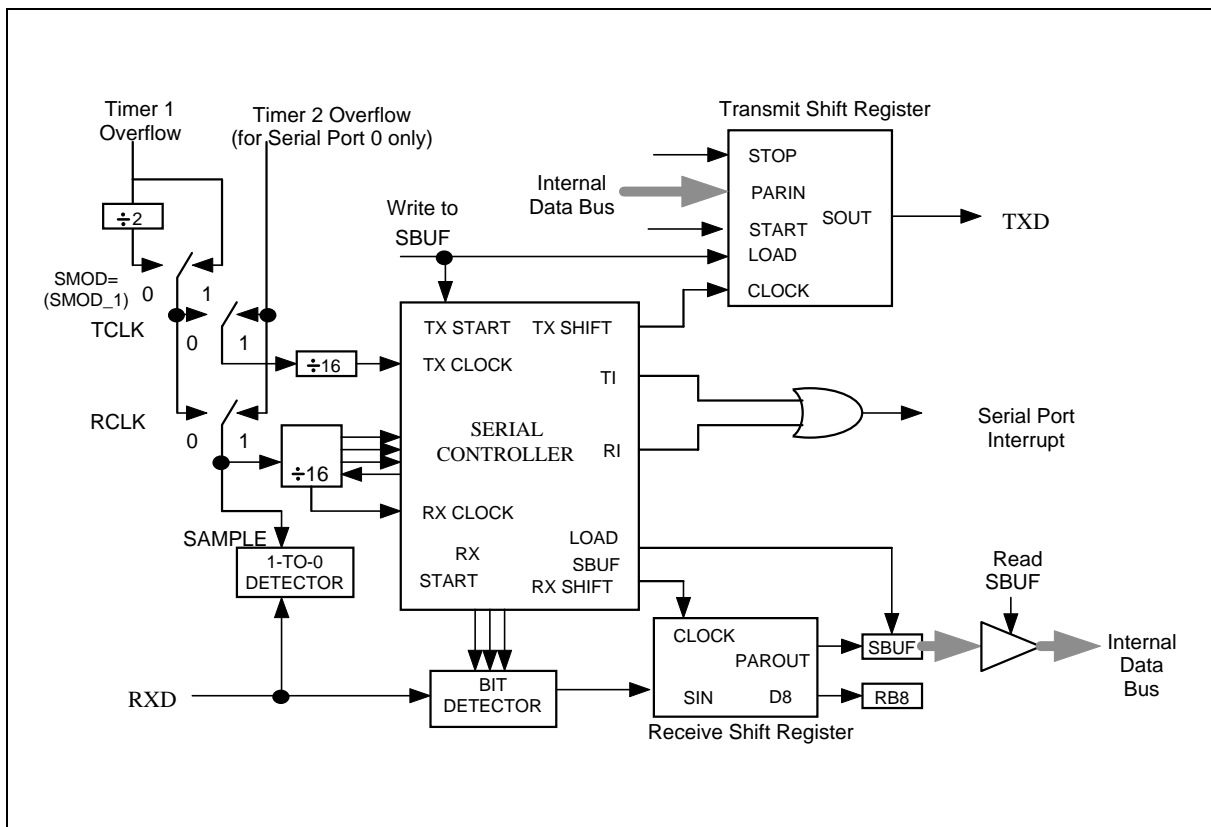 Timer 1
Overflow
Timer 2 Overflow
(for Serial Port 0 only)
Transmit Shift Register
÷2
Write to
SBUF
Internal
Data Bus
STOP
PARIN
SOUT
START
LOAD
CLOCK
TXD
SMOD=
(SMOD_1)
0
1
TCLK
0
1
÷16
TX START
TX SHIFT
TX CLOCK
TI
RCLK
0
1
÷16
SERIAL
CONTROLLER
RI
Serial Port
Interrupt
RX CLOCK
SAMPLE
1-TO-0
DETECTOR
RX
START
LOAD
SBUF
RX SHIFT
Read
SBUF
CLOCK
PAROUT
SIN
D8
SBUF
RB8
Internal
Data
Bus
RXD
BIT
DETECTOR
Receive Shift Register